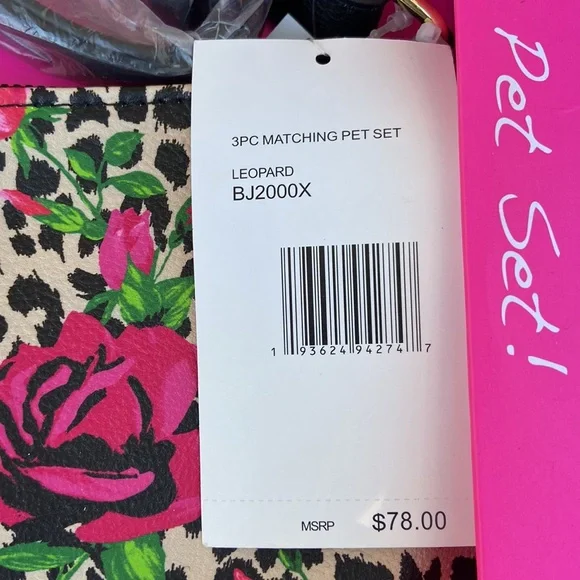 3PC MATCHING PET SET
LEOPARD
BJ2000X
1 93624 94274 7
MSRP $78.00
Pet Set!